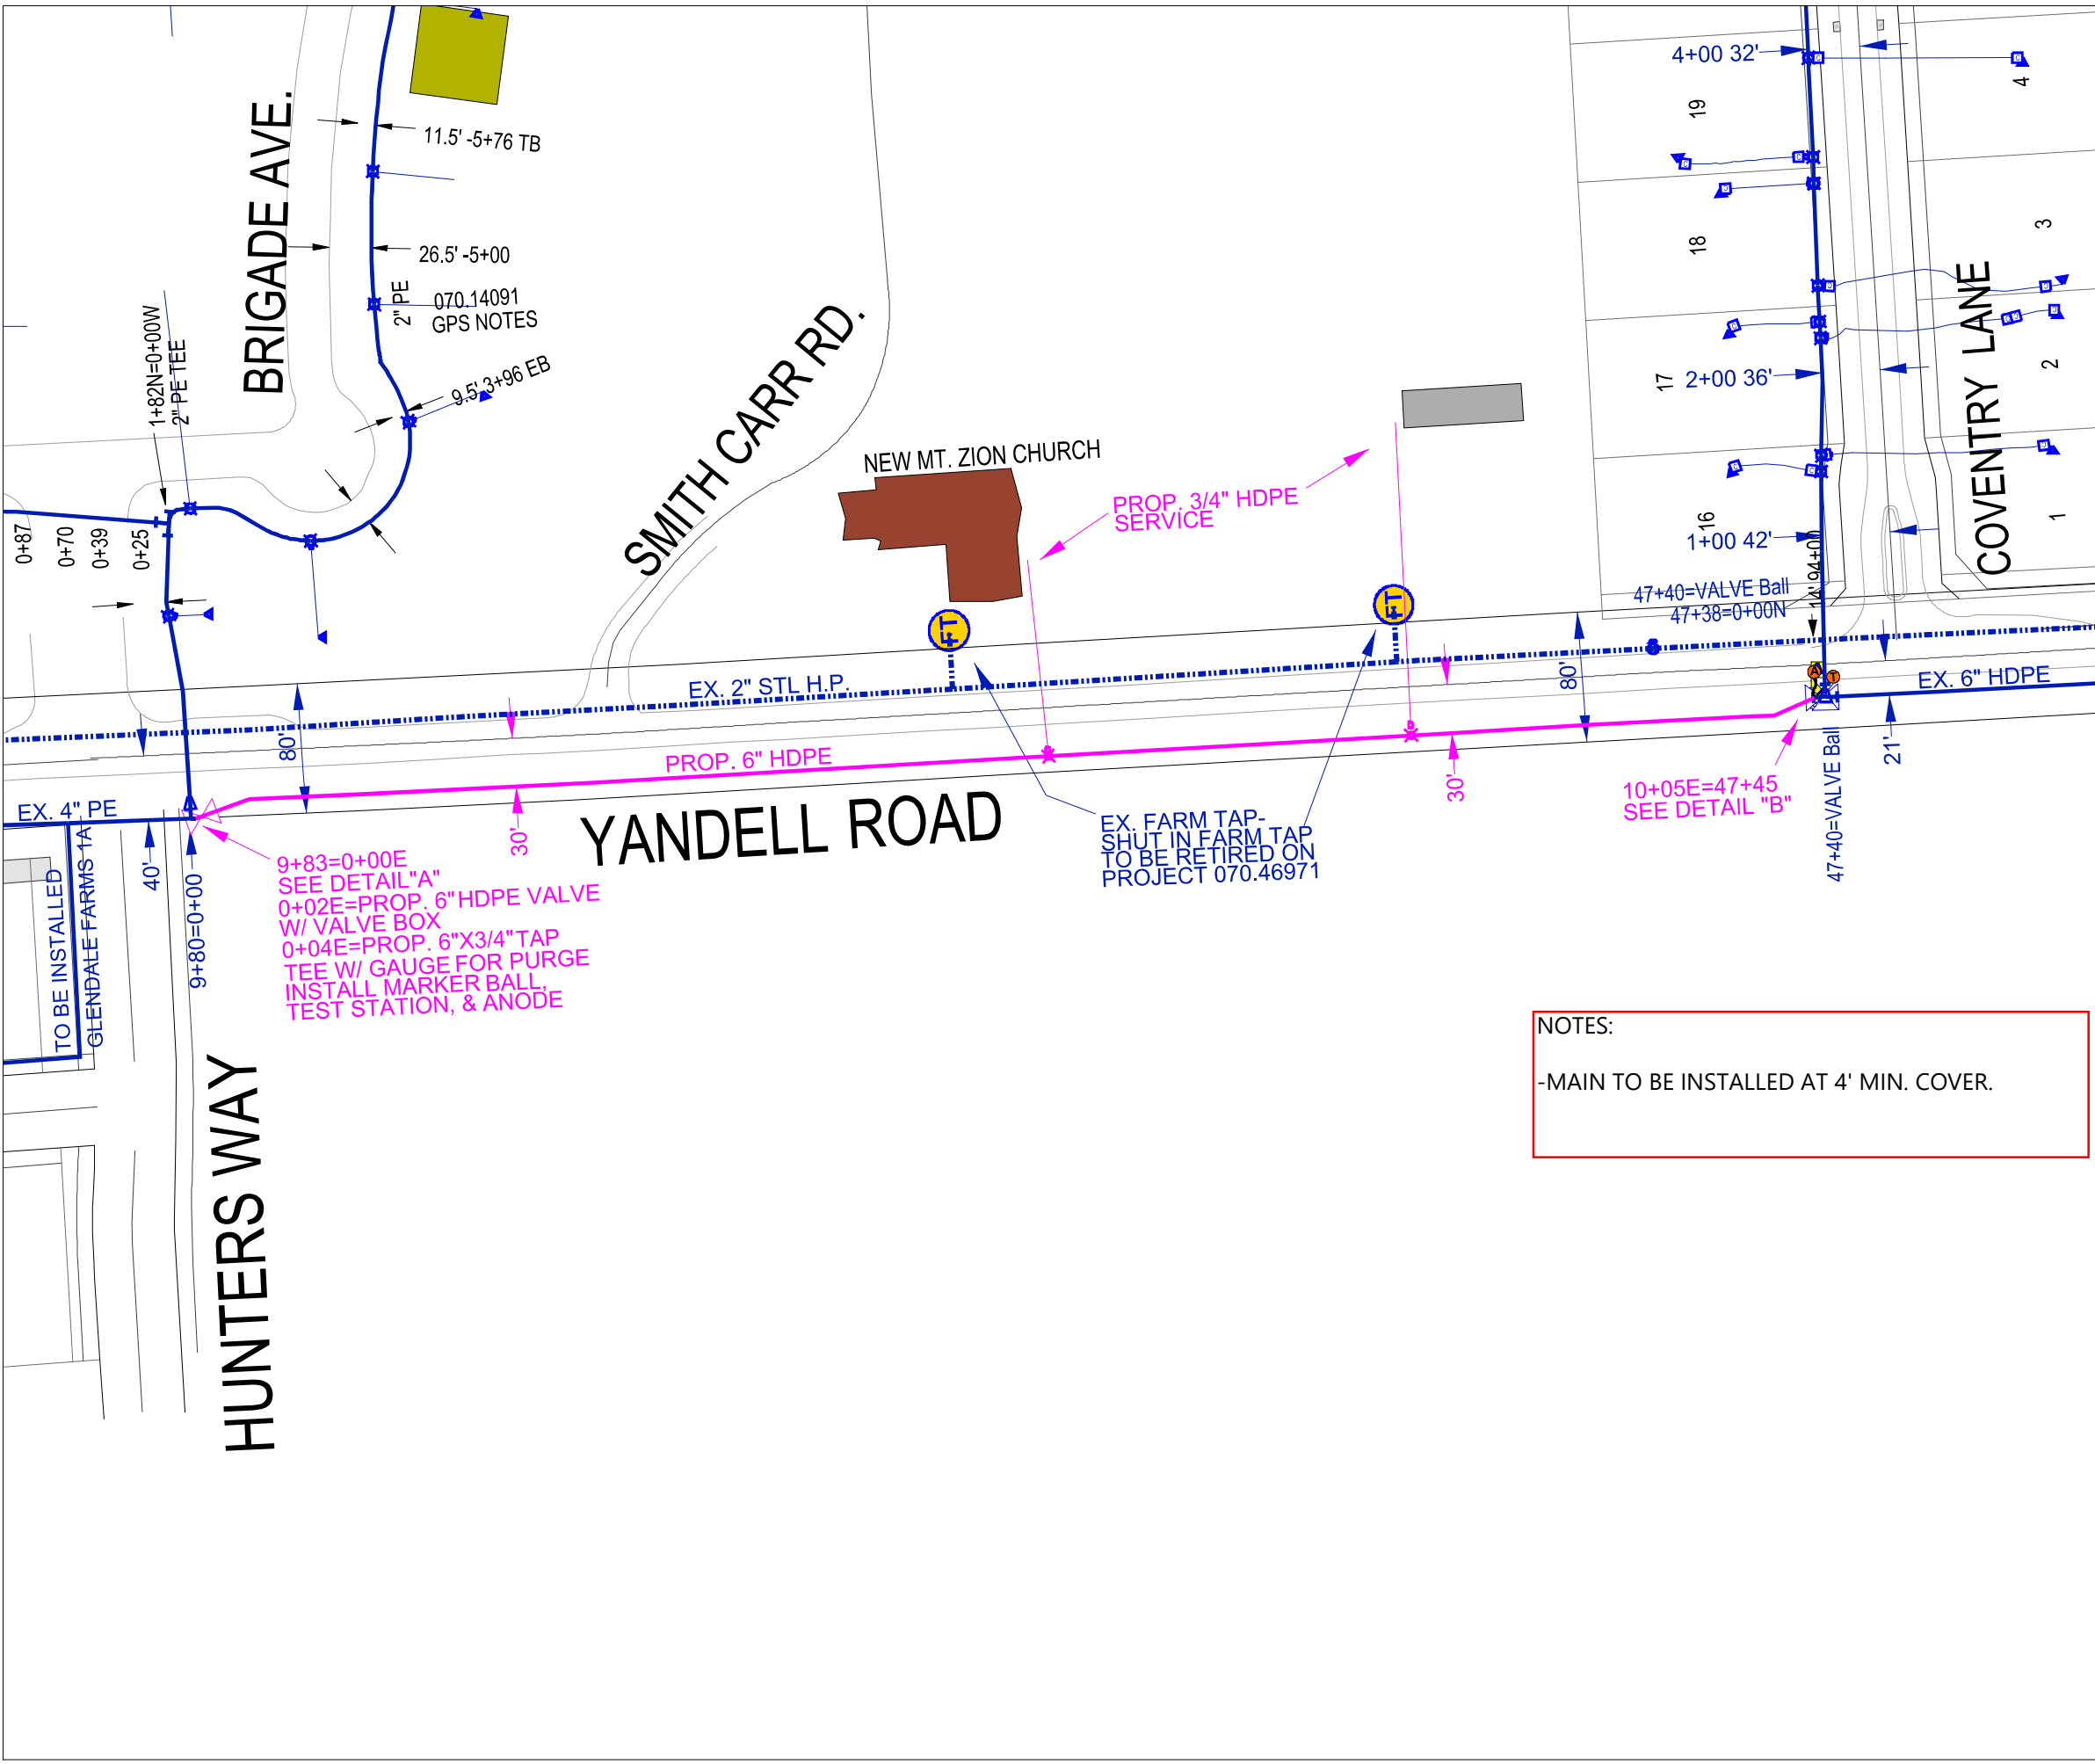 BRIGADE AVE.
11.5' -5+76 TB
26.5' -5+00
2" PE
070.14091
GPS NOTES
9.5' 3+96 EB
1+82N=0+00W
2" PE TEE
0+87
0+70
0+39
0+25
SMITH CARR RD.
NEW MT. ZION CHURCH
PROP. 3/4" HDPE
SERVICE
4+00 32'
19
18
17
2+00 36'
16
1+00 42'
4
3
2
1
COVENTRY LANE
47+40=VALVE Ball
47+38=0+00N
14' 94+00
FT
FT
80'
EX. 2" STL H.P.
80'
A
T
EX. 6" HDPE
PROP. 6" HDPE
EX. 4" PE
YANDELL ROAD
30'
30'
21'
40'
9+80=0+00
TO BE INSTALLED
GLENDALE FARMS 1A
9+83=0+00E
SEE DETAIL"A"
0+02E=PROP. 6" HDPE VALVE
W/ VALVE BOX
0+04E=PROP. 6"X3/4" TAP
TEE W/ GAUGE FOR PURGE
INSTALL MARKER BALL,
TEST STATION, & ANODE
EX. FARM TAP-
SHUT IN FARM TAP
TO BE RETIRED ON
PROJECT 070.46971
10+05E=47+45
SEE DETAIL "B"
47+40=VALVE Ball
HUNTERS WAY
NOTES:
-MAIN TO BE INSTALLED AT 4' MIN. COVER.